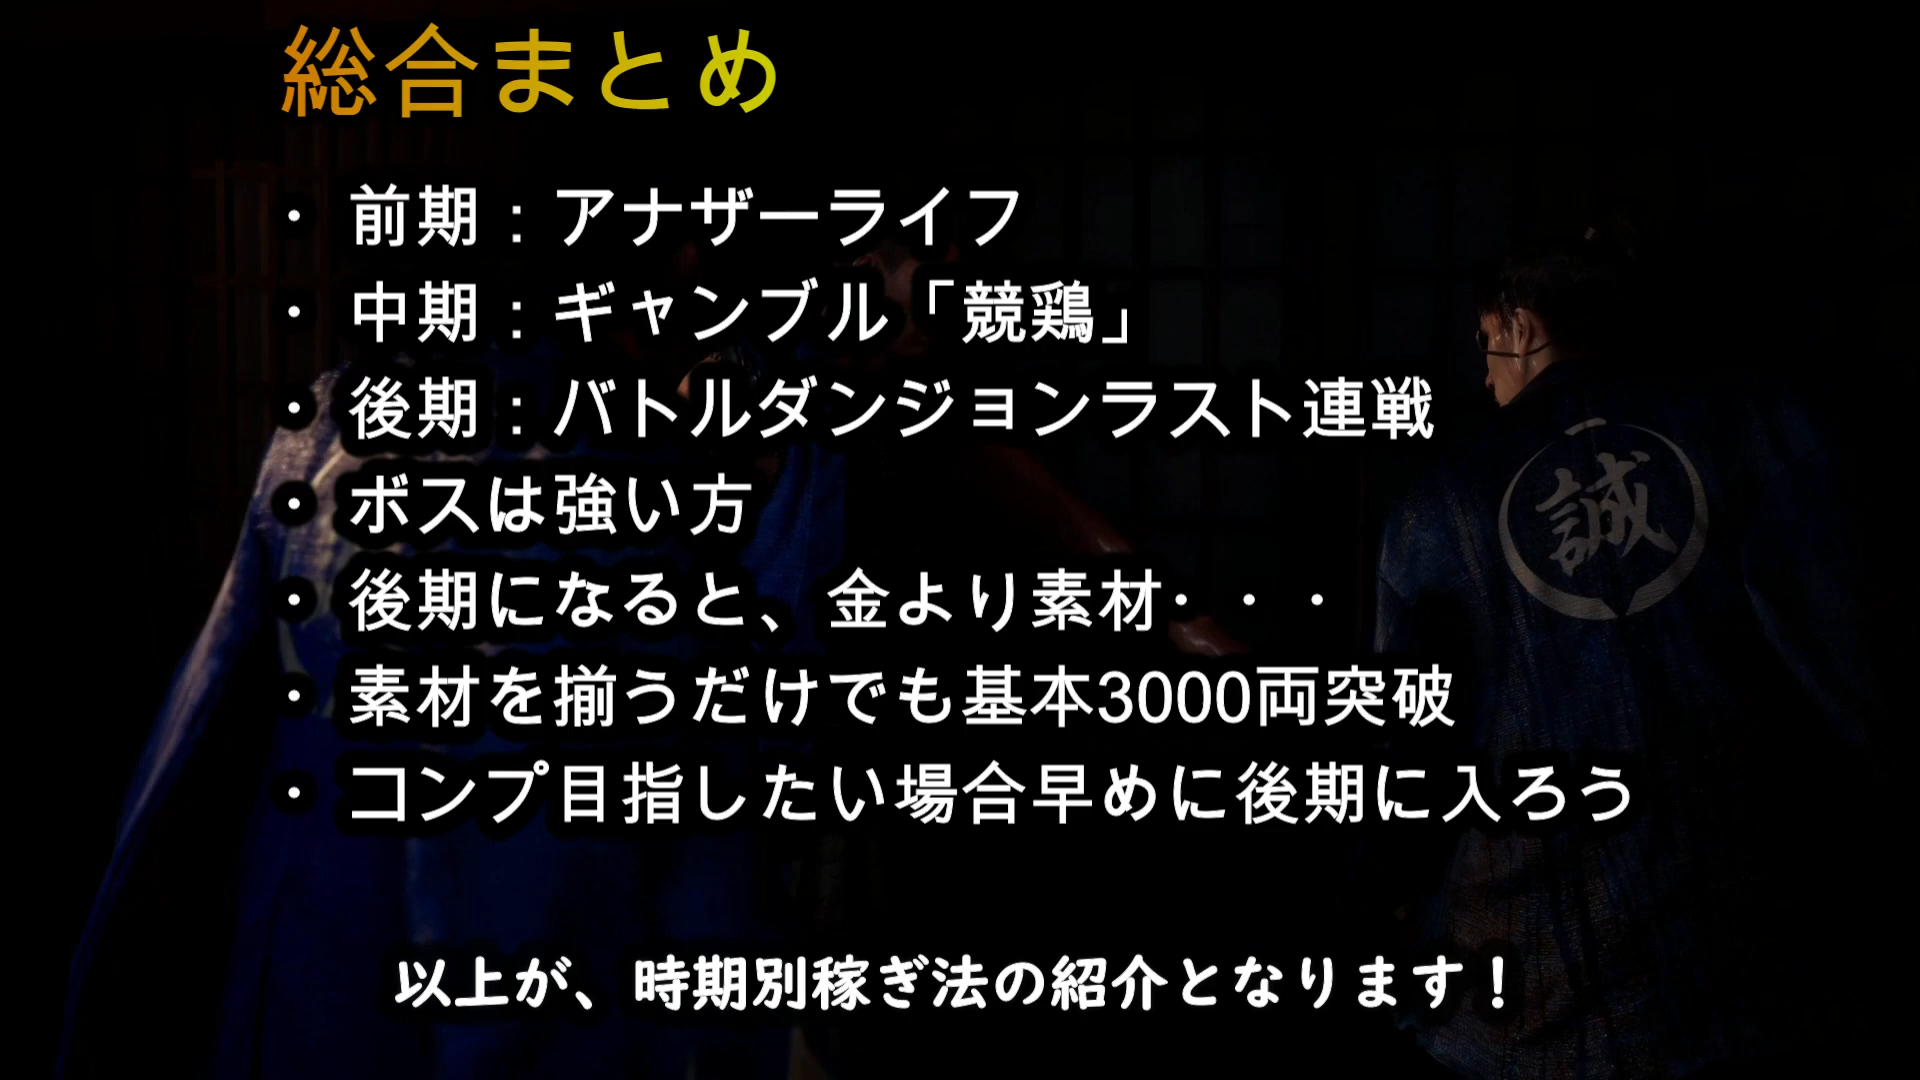 総合まとめ
・ 前期：アナザーライフ
・ 中期：ギャンブル「競鶏」
・ 後期：バトルダンジョンラスト連戦
・ ボスは強い方
・ 後期になると、金より素材・・・
・ 素材を揃うだけでも基本3000両突破
・ コンプ目指したい場合早めに後期に入ろう
誠
以上が、時期別稼ぎ法の紹介となります！